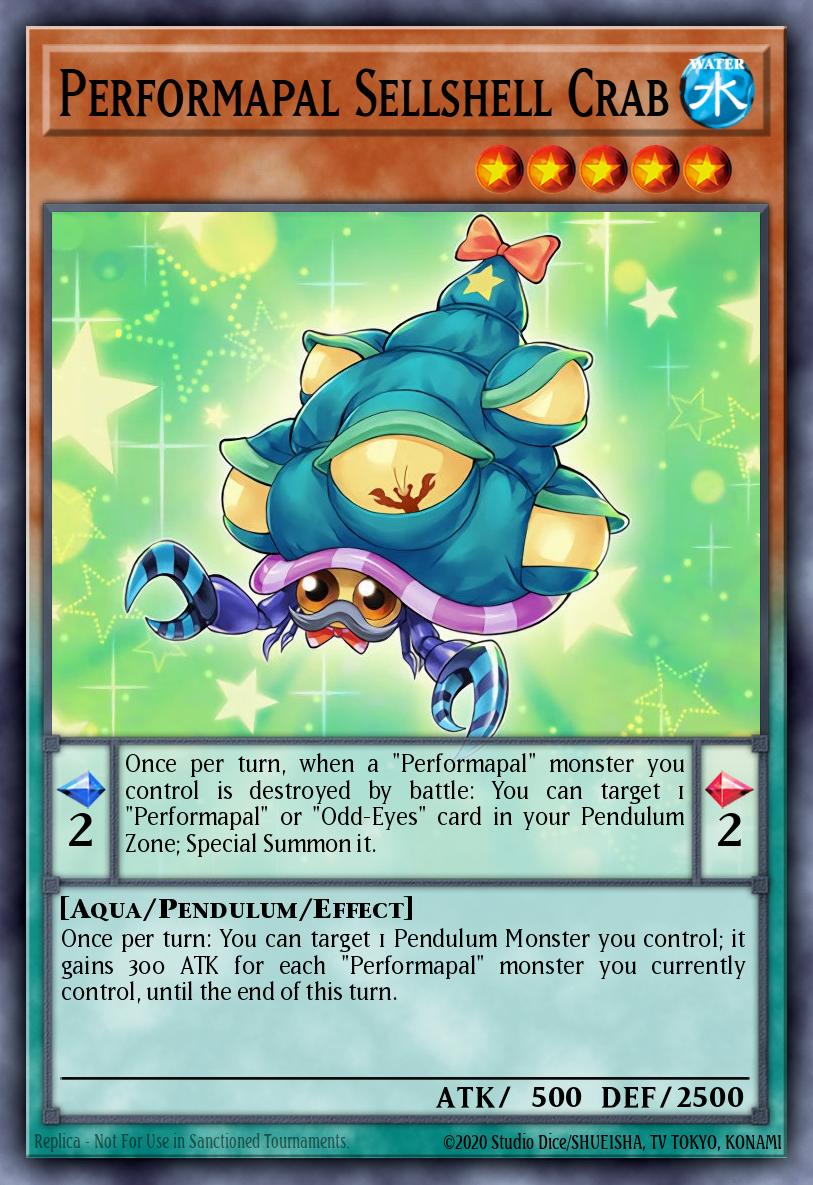 Performapal Sellshell Crab
WATER
水
Once per turn, when a "Performapal" monster you
control is destroyed by battle: You can target 1
"Performapal" or "Odd-Eyes" card in your Pendulum
Zone; Special Summon it.
2
2
[Aqua/Pendulum/Effect]
Once per turn: You can target 1 Pendulum Monster you control; it
gains 300 ATK for each "Performapal" monster you currently
control, until the end of this turn.
ATK/ 500 DEF/2500
Replica - Not For Use in Sanctioned Tournaments.
©2020 Studio Dice/SHUEISHA, TV TOKYO, KONAMI